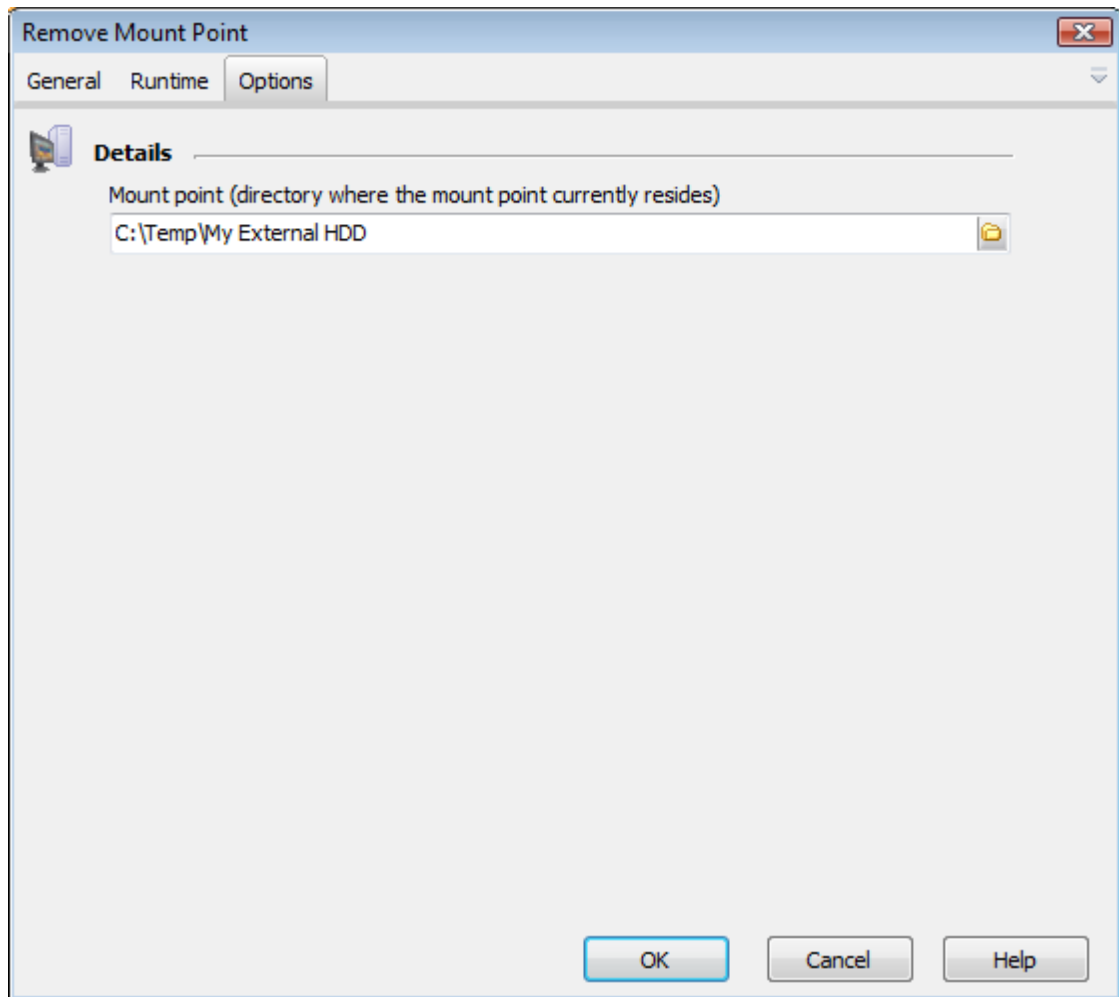 Remove Mount Point
General Runtime Options
Details
Mount point (directory where the mount point currently resides)
C:\Temp\My External HDD
OK Cancel Help